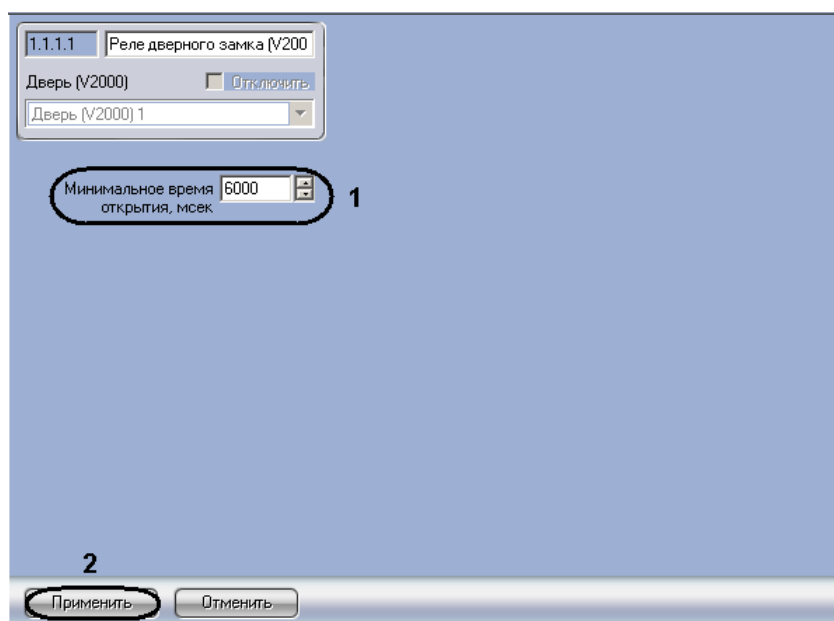 1.1.1.1 Реле дверного замка (V200
Дверь (V2000) Отключить
Дверь (V2000) 1
Минимальное время 6000 1
открытия, мсек
2
Применить Отменить